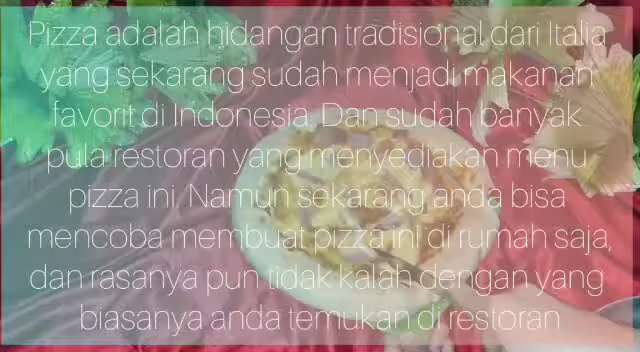 Pizza adalah hidangan tradisional dari Italia
yang sekarang sudah menjadi makanan
favorit di Indonesia. Dan sudah banyak
pula restoran yang menyediakan menu
pizza ini. Namun sekarang anda bisa
mencoba membuat pizza ini di rumah saja,
dan rasanya pun tidak kalah dengan yang
biasanya anda temukan di restoran